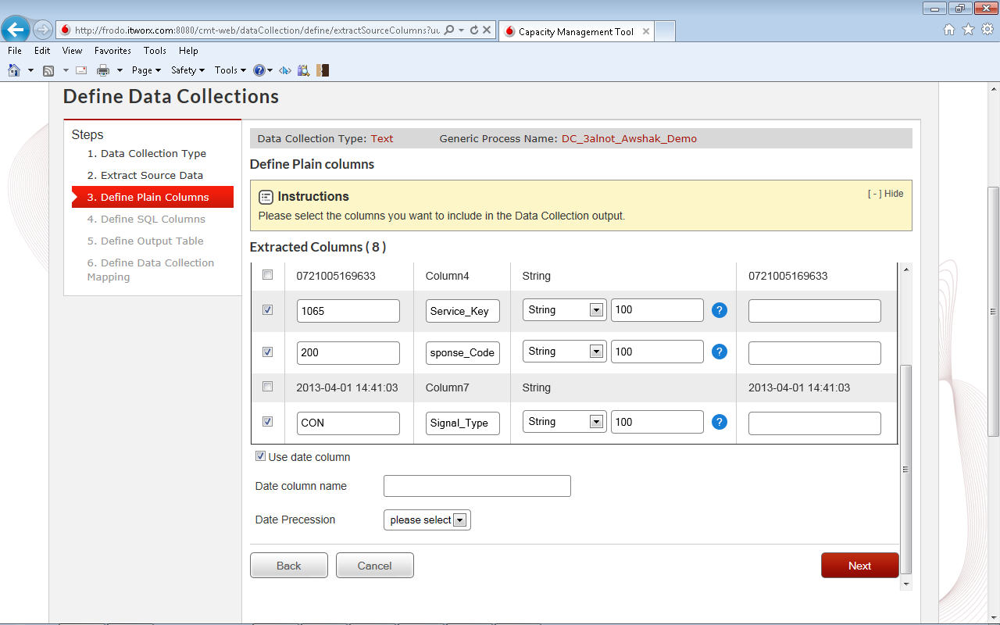 http://frodo.itworx.com:8080/cmt-web/dataCollection/define/extractSourceColumns?uu
Capacity Management Tool
File Edit View Favorites Tools Help
Page Safety Tools
Define Data Collections
Steps
1. Data Collection Type
2. Extract Source Data
3. Define Plain Columns
4. Define SQL Columns
5. Define Output Table
6. Define Data Collection
Mapping
Data Collection Type: Text Generic Process Name: DC_3alnot_Awshak_Demo
Define Plain columns
Instructions [ - ] Hide
Please select the columns you want to include in the Data Collection output.
Extracted Columns ( 8 )
0721005169633 Column4 String 0721005169633
1065 Service_Key String 100 ?
200 sponse_Code String 100 ?
2013-04-01 14:41:03 Column7 String 2013-04-01 14:41:03
CON Signal_Type String 100 ?
Use date column
Date column name
Date Precession please select
Back Cancel Next